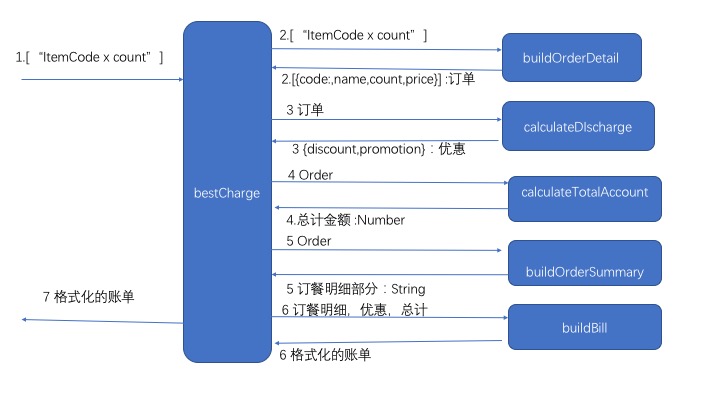 1.[ “ItemCode x count” ]
bestCharge
2.[ “ItemCode x count” ]
buildOrderDetail
2.[{code:,name,count,price}] :订单
3 订单
calculateDIscharge
3 {discount,promotion}：优惠
4 Order
calculateTotalAccount
4.总计金额 :Number
5 Order
buildOrderSummary
5 订餐明细部分：String
6 订餐明细，优惠，总计
buildBill
6 格式化的账单
7 格式化的账单